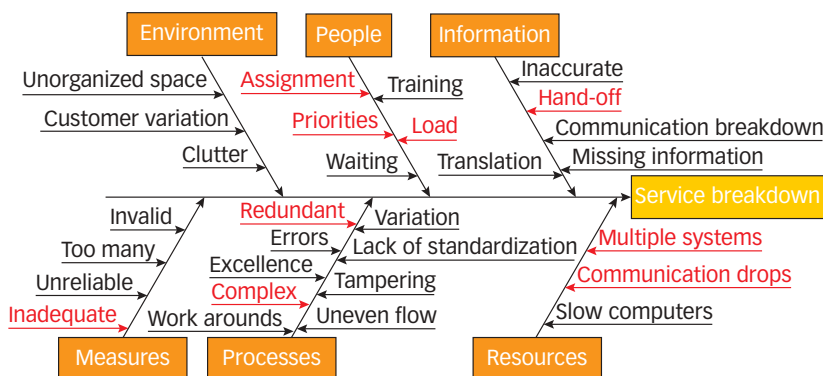 Environment
People
Information
Unorganized space
Customer variation
Clutter
Assignment
Training
Priorities
Load
Waiting
Inaccurate
Hand-off
Communication breakdown
Translation
Missing information
Service breakdown
Invalid
Too many
Unreliable
Inadequate
Redundant
Variation
Errors
Lack of standardization
Excellence
Tampering
Complex
Work arounds
Uneven flow
Multiple systems
Communication drops
Slow computers
Measures
Processes
Resources